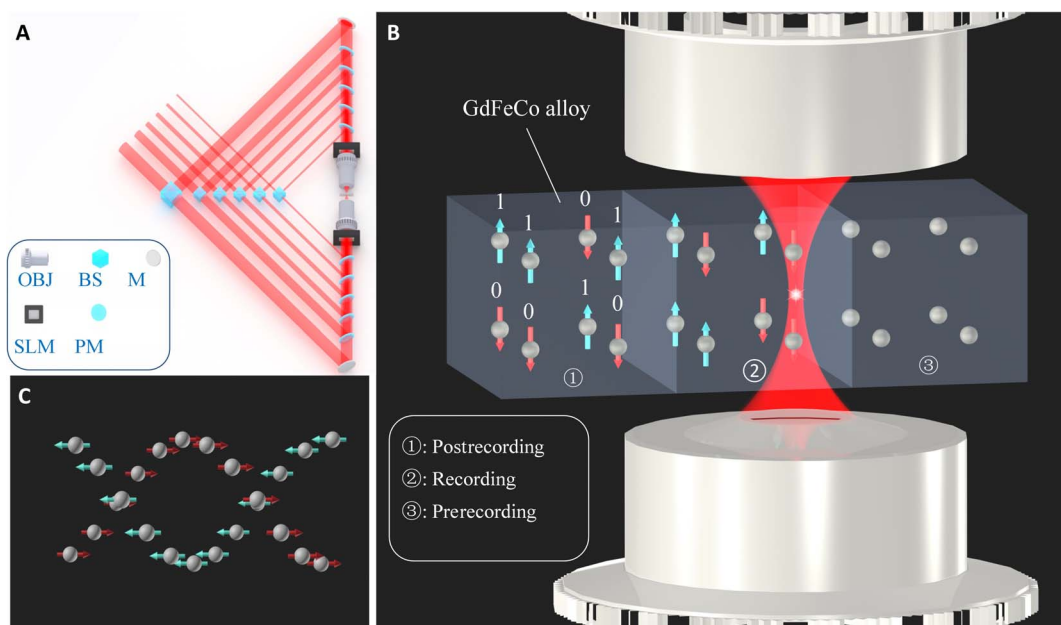 A
OBJ BS M
SLM PM
B
GdFeCo alloy
1 1 0 1
0 0 1 0
① ② ③
①: Postrecording
②: Recording
③: Prerecording
C